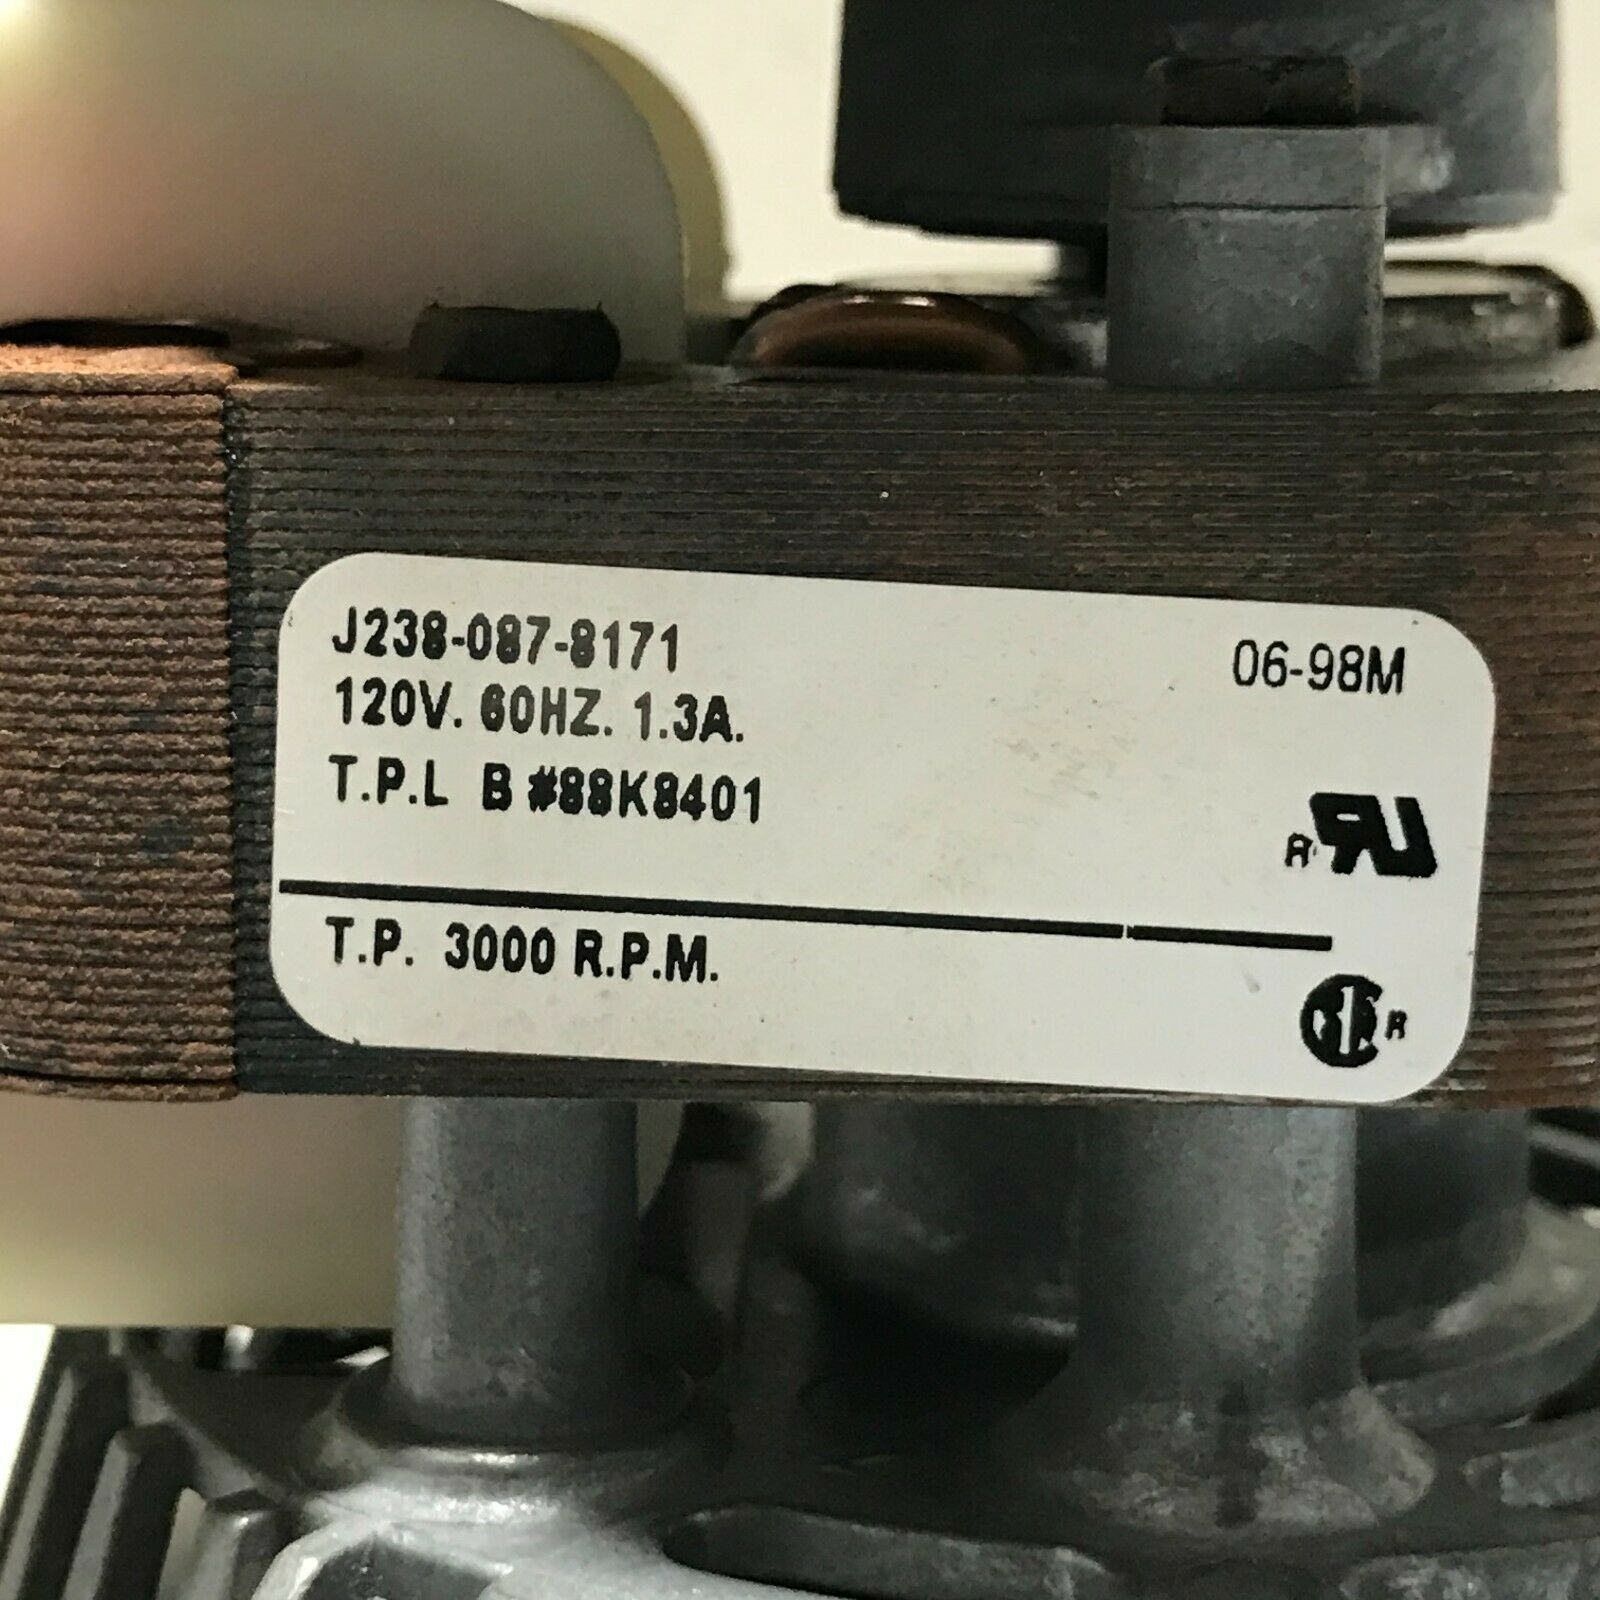 J238-087-8171
06-98M
120V. 60HZ. 1.3A.
T.P.L B #88K8401
R
T.P. 3000 R.P.M.
R